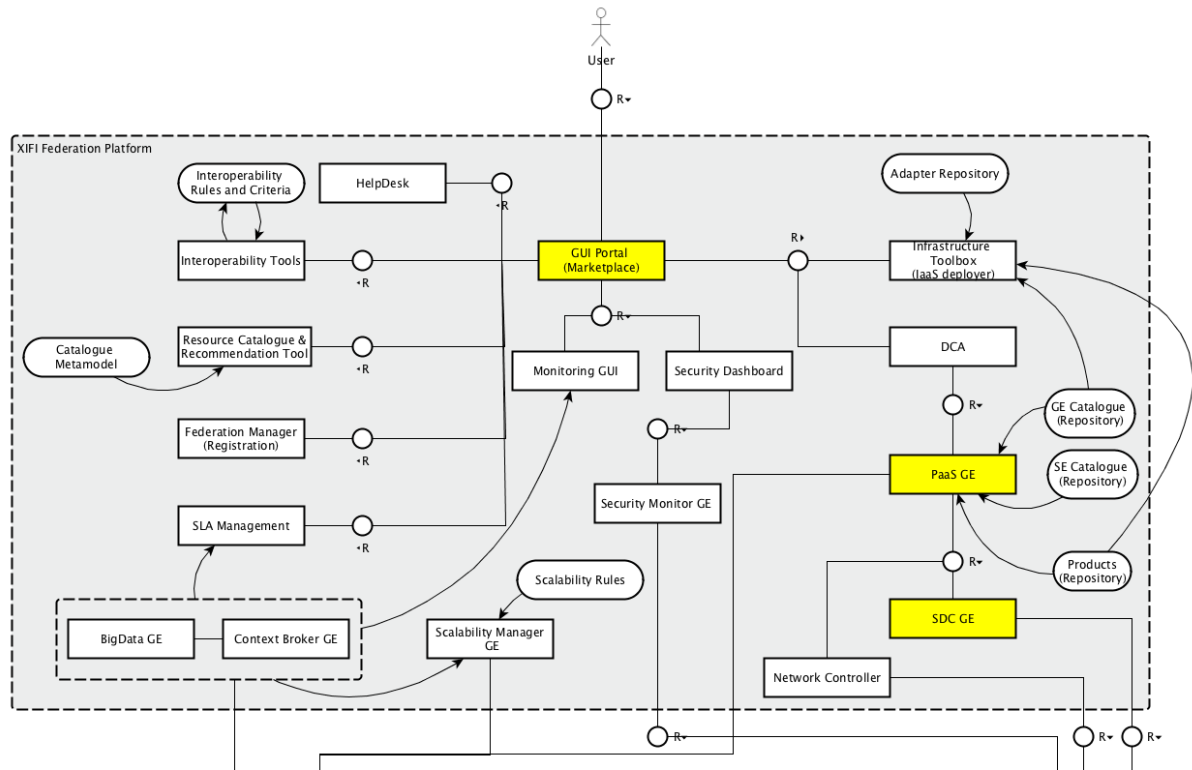 User
R▾
XIFI Federation Platform
Interoperability
Rules and Criteria
HelpDesk
◂R
Adapter Repository
R▸
Interoperability Tools
◂R
GUI Portal
(Marketplace)
Infrastructure
Toolbox
(IaaS deployer)
R▾
Catalogue
Metamodel
Resource Catalogue &
Recommendation Tool
◂R
Monitoring GUI
Security Dashboard
DCA
R▾
GE Catalogue
(Repository)
Federation Manager
(Registration)
◂R
R▾
PaaS GE
SE Catalogue
(Repository)
Security Monitor GE
SLA Management
◂R
R▾
Products
(Repository)
Scalability Rules
BigData GE
Context Broker GE
Scalability Manager
GE
SDC GE
Network Controller
R▾
R▾
R▾